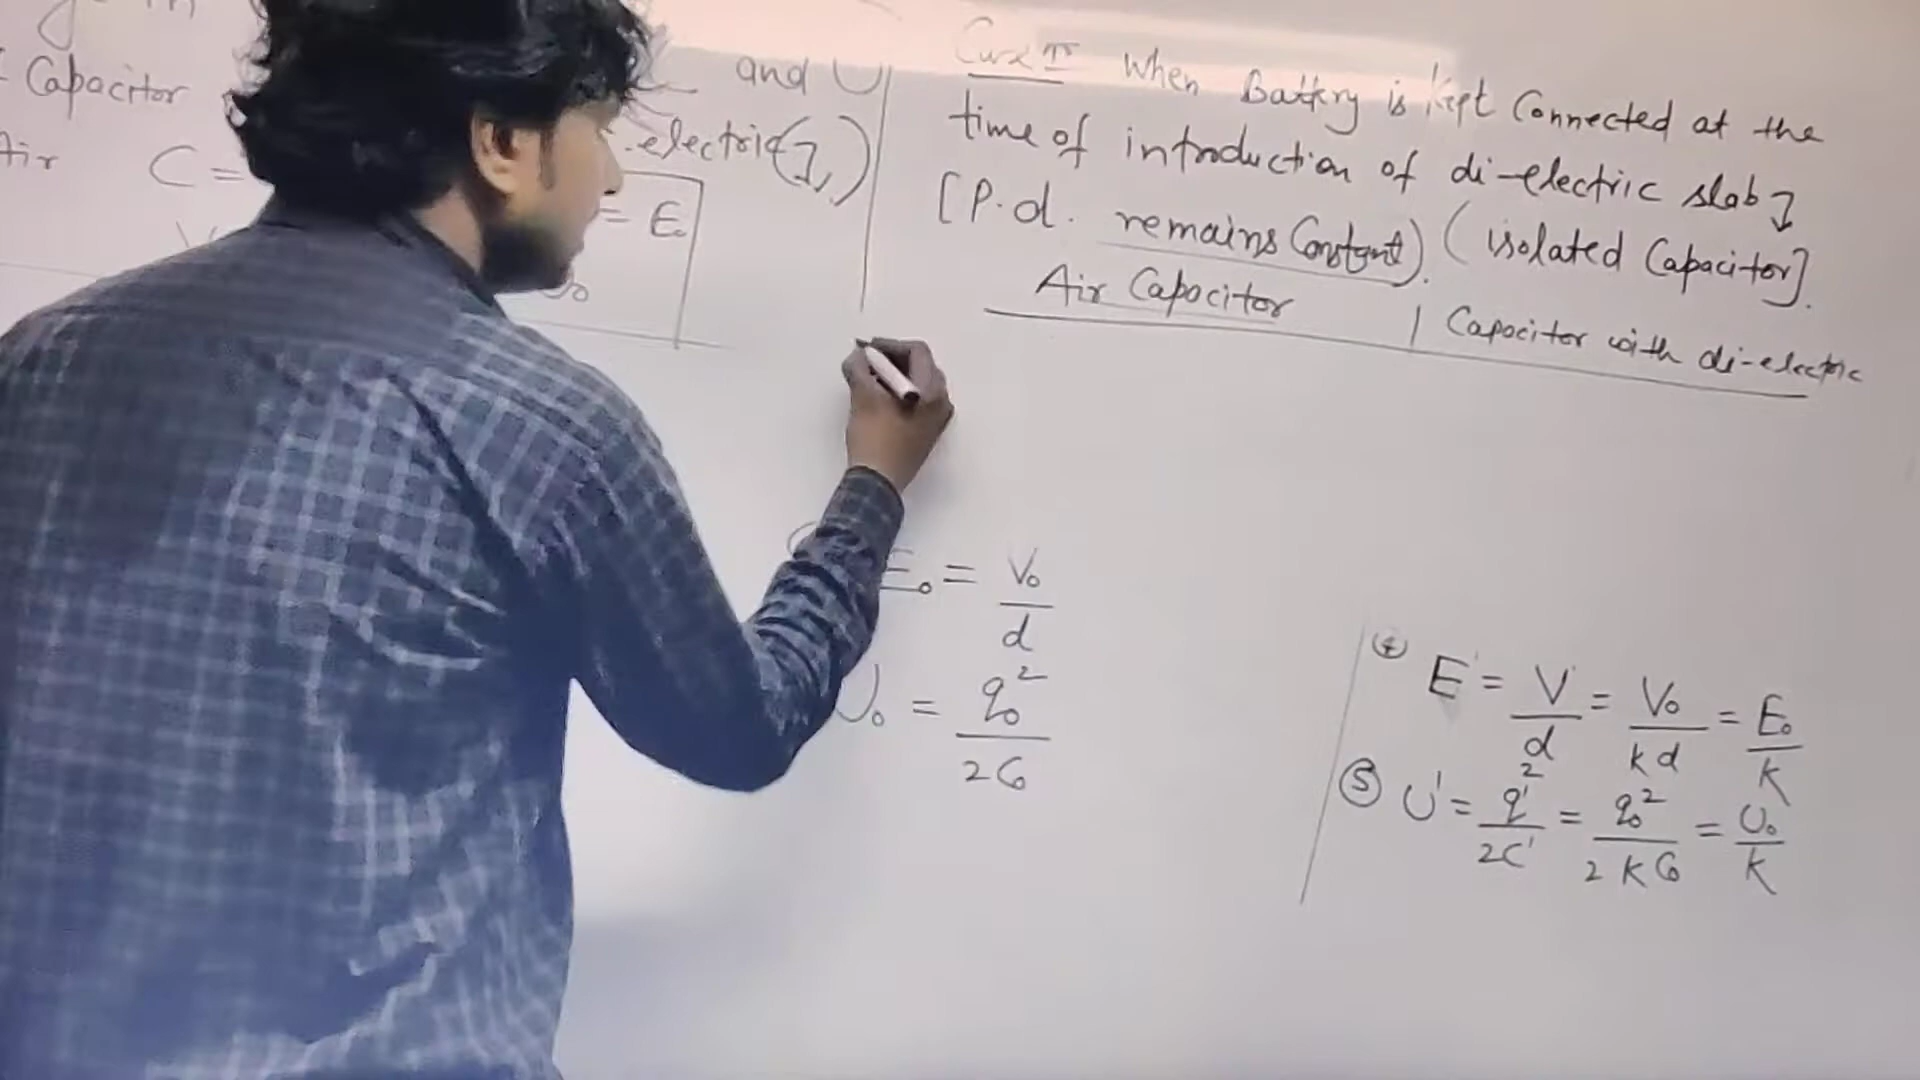 Capacitor and U
Air C = electric)
= E₀
Case II When Battery is kept Connected at the
time of introduction of di-electric slab]
[P.d. remains Constant). (isolated Capacitor].
Air Capacitor | Capacitor with di-electric
E₀ = V₀/d
U₀ = q₀²/2C₀
④ E' = V'/d = V₀/kd = E₀/k
⑤ U' = q'²/2C' = q₀²/2KC₀ = U₀/K